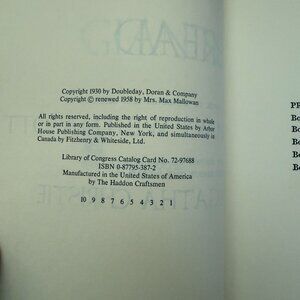 Copyright 1930 by Doubleday, Doran & Company
Copyright © renewed 1958 by Mrs. Max Mallowan
All rights reserved, including the right of reproduction in whole
or in part in any form. Published in the United States by Arbor
House Publishing Company, New York, and simultaneously in
Canada by Fitzhenry & Whiteside, Ltd.
Library of Congress Catalog Card No. 72-97688
ISBN 0-87795-387-2
Manufactured in the United States of America
by The Haddon Craftsmen
10 9 8 7 6 5 4 3 2 1